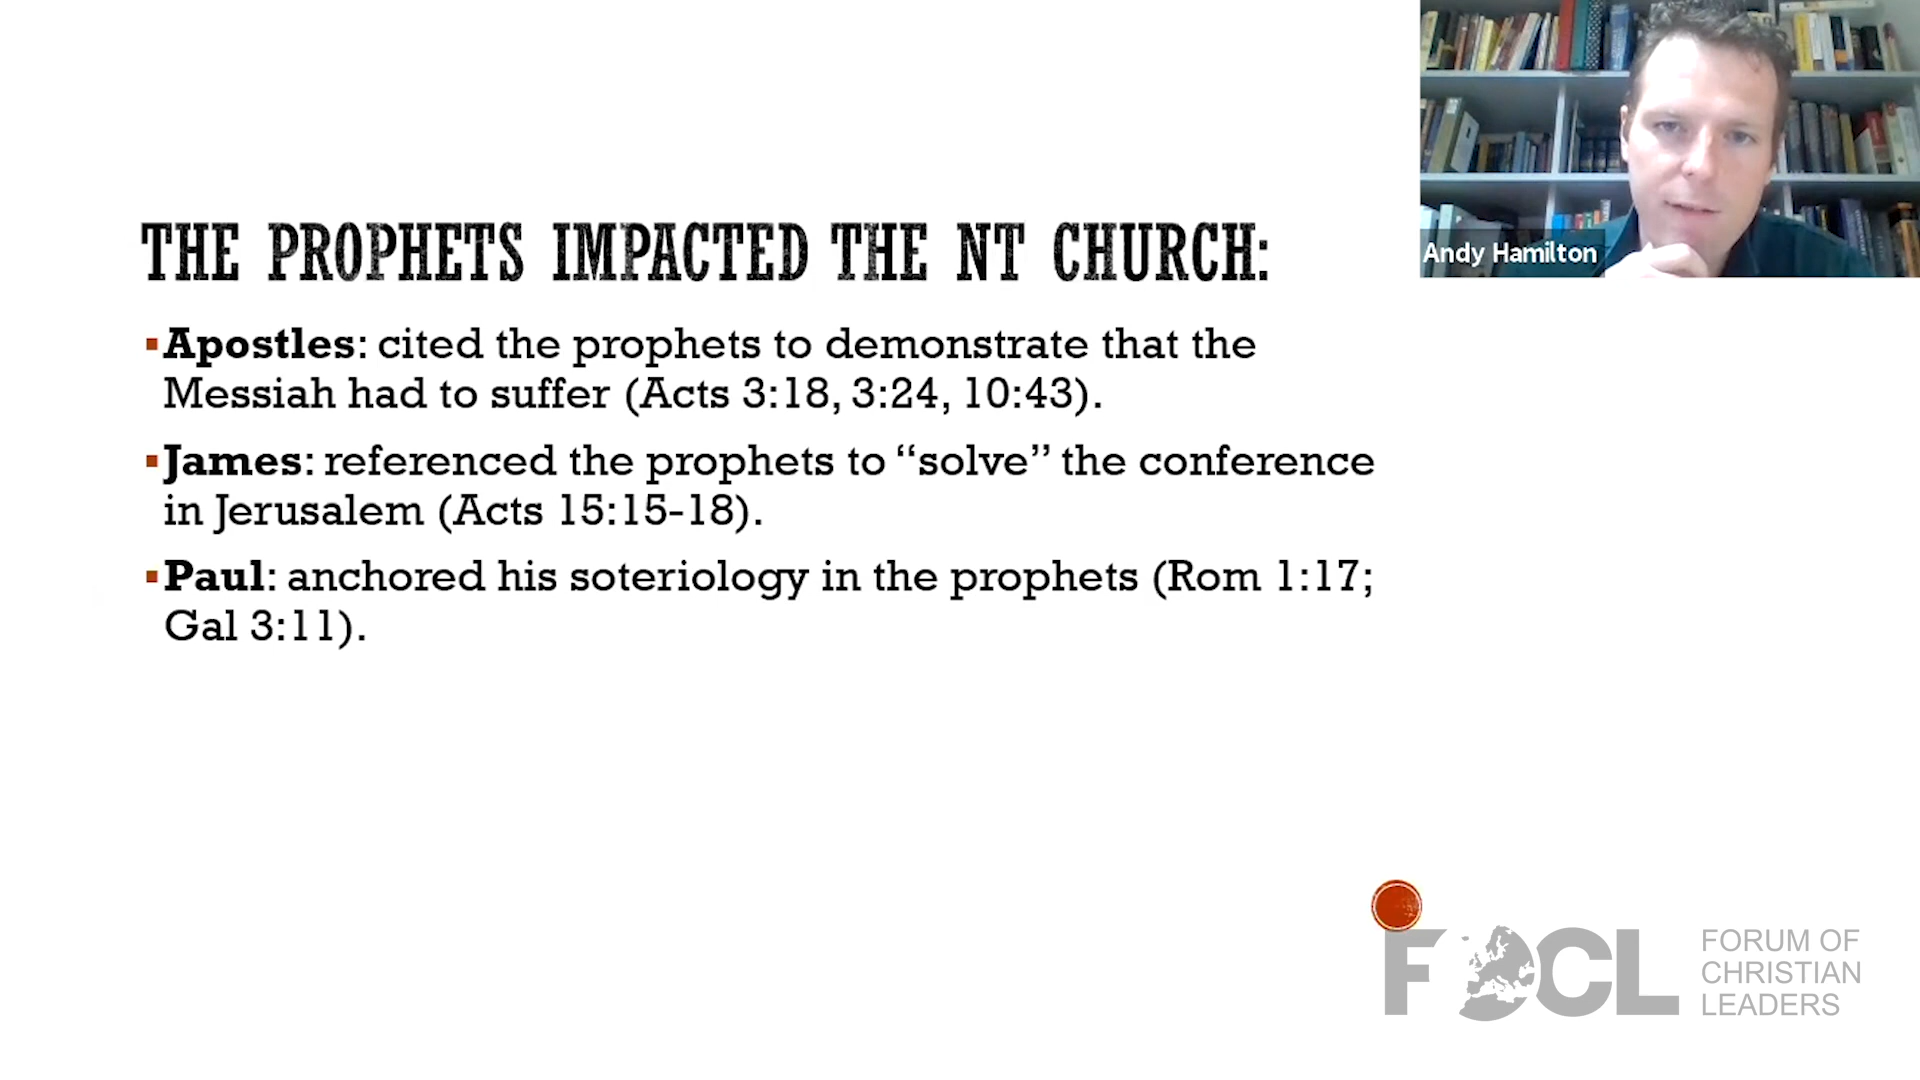 THE PROPHETS IMPACTED THE NT CHURCH:
▪Apostles: cited the prophets to demonstrate that the
Messiah had to suffer (Acts 3:18, 3:24, 10:43).
▪James: referenced the prophets to “solve” the conference
in Jerusalem (Acts 15:15-18).
▪Paul: anchored his soteriology in the prophets (Rom 1:17;
Gal 3:11).
Andy Hamilton
FOCL
FORUM OF
CHRISTIAN
LEADERS